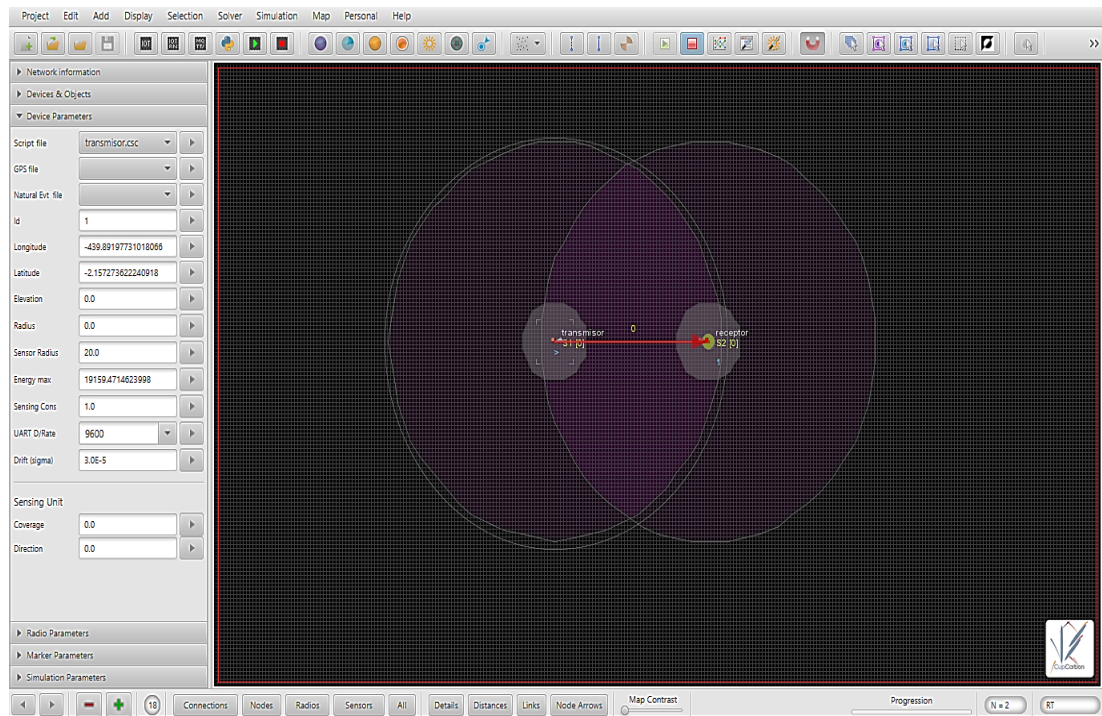 Project Edit Add Display Selection Solver Simulation Map Personal Help
IOT IOT RN MQ TT/
Network information
Devices & Objects
Device Parameters
Script file transmisor.csc
GPS file
Natural Evt file
Id 1
Longitude -439.89197731018066
Latitude -2.157273622240918
Elevation 0.0
Radius 0.0
Sensor Radius 20.0
Energy max 19159.4714623998
Sensing Cons 1.0
UART D/Rate 9600
Drift (sigma) 3.0E-5
Sensing Unit
Coverage 0.0
Direction 0.0
Radio Parameters
Marker Parameters
Simulation Parameters
transmisor 0 receptor
S1 [0] S2 [0]
> 1
CupCarbon
18 Connections Nodes Radios Sensors All Details Distances Links Node Arrows Map Contrast Progression N = 2 RT